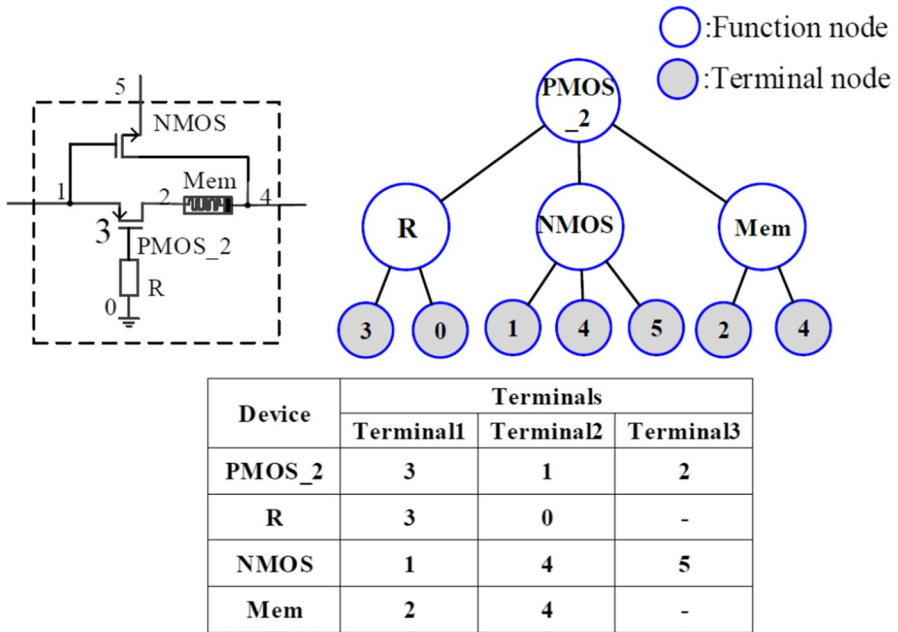 :Function node
:Terminal node
5
NMOS
1
2
Mem
4
3
PMOS_2
R
0
PMOS
_2
R
NMOS
Mem
3
0
1
4
5
2
4
Device
Terminals
Terminal1 Terminal2 Terminal3
PMOS_2 3 1 2
R 3 0 -
NMOS 1 4 5
Mem 2 4 -